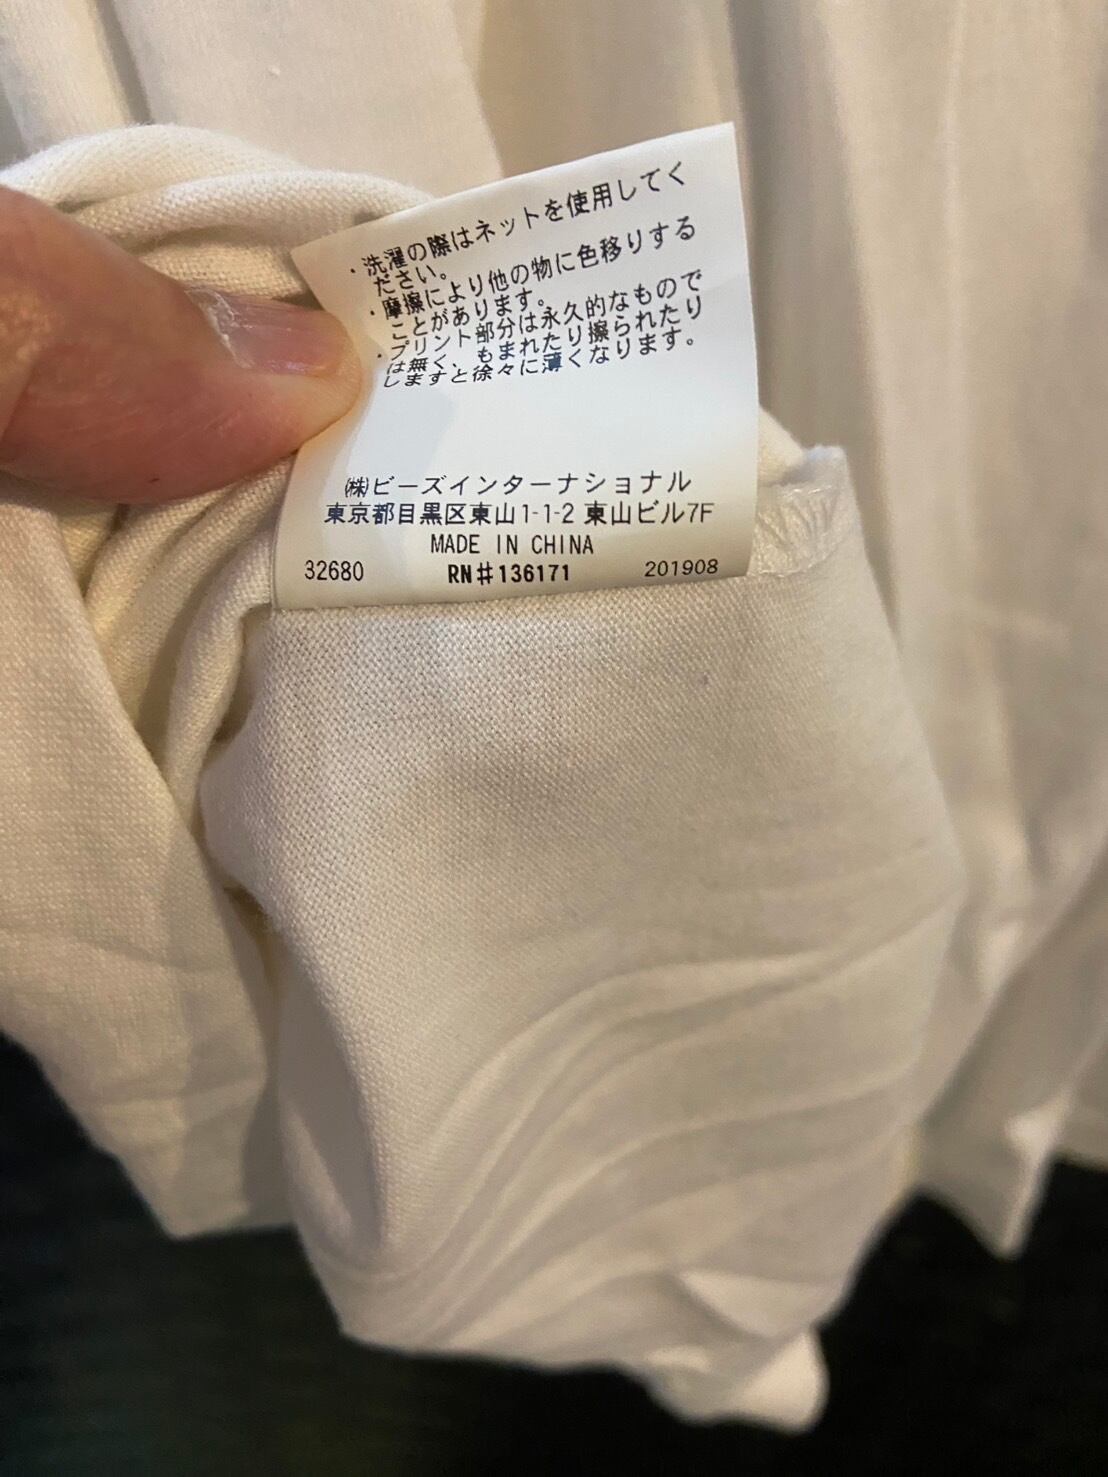 ・洗濯の際はネットを使用してく
ださい。
・摩擦により他の物に色移りする
ことがあります。
・プリント部分は永久的なもので
は無く、もまれたり擦られたり
しますと徐々に薄くなります。
㈱ビーズインターナショナル
東京都目黒区東山1-1-2 東山ビル7F
MADE IN CHINA
32680 RN#136171 201908